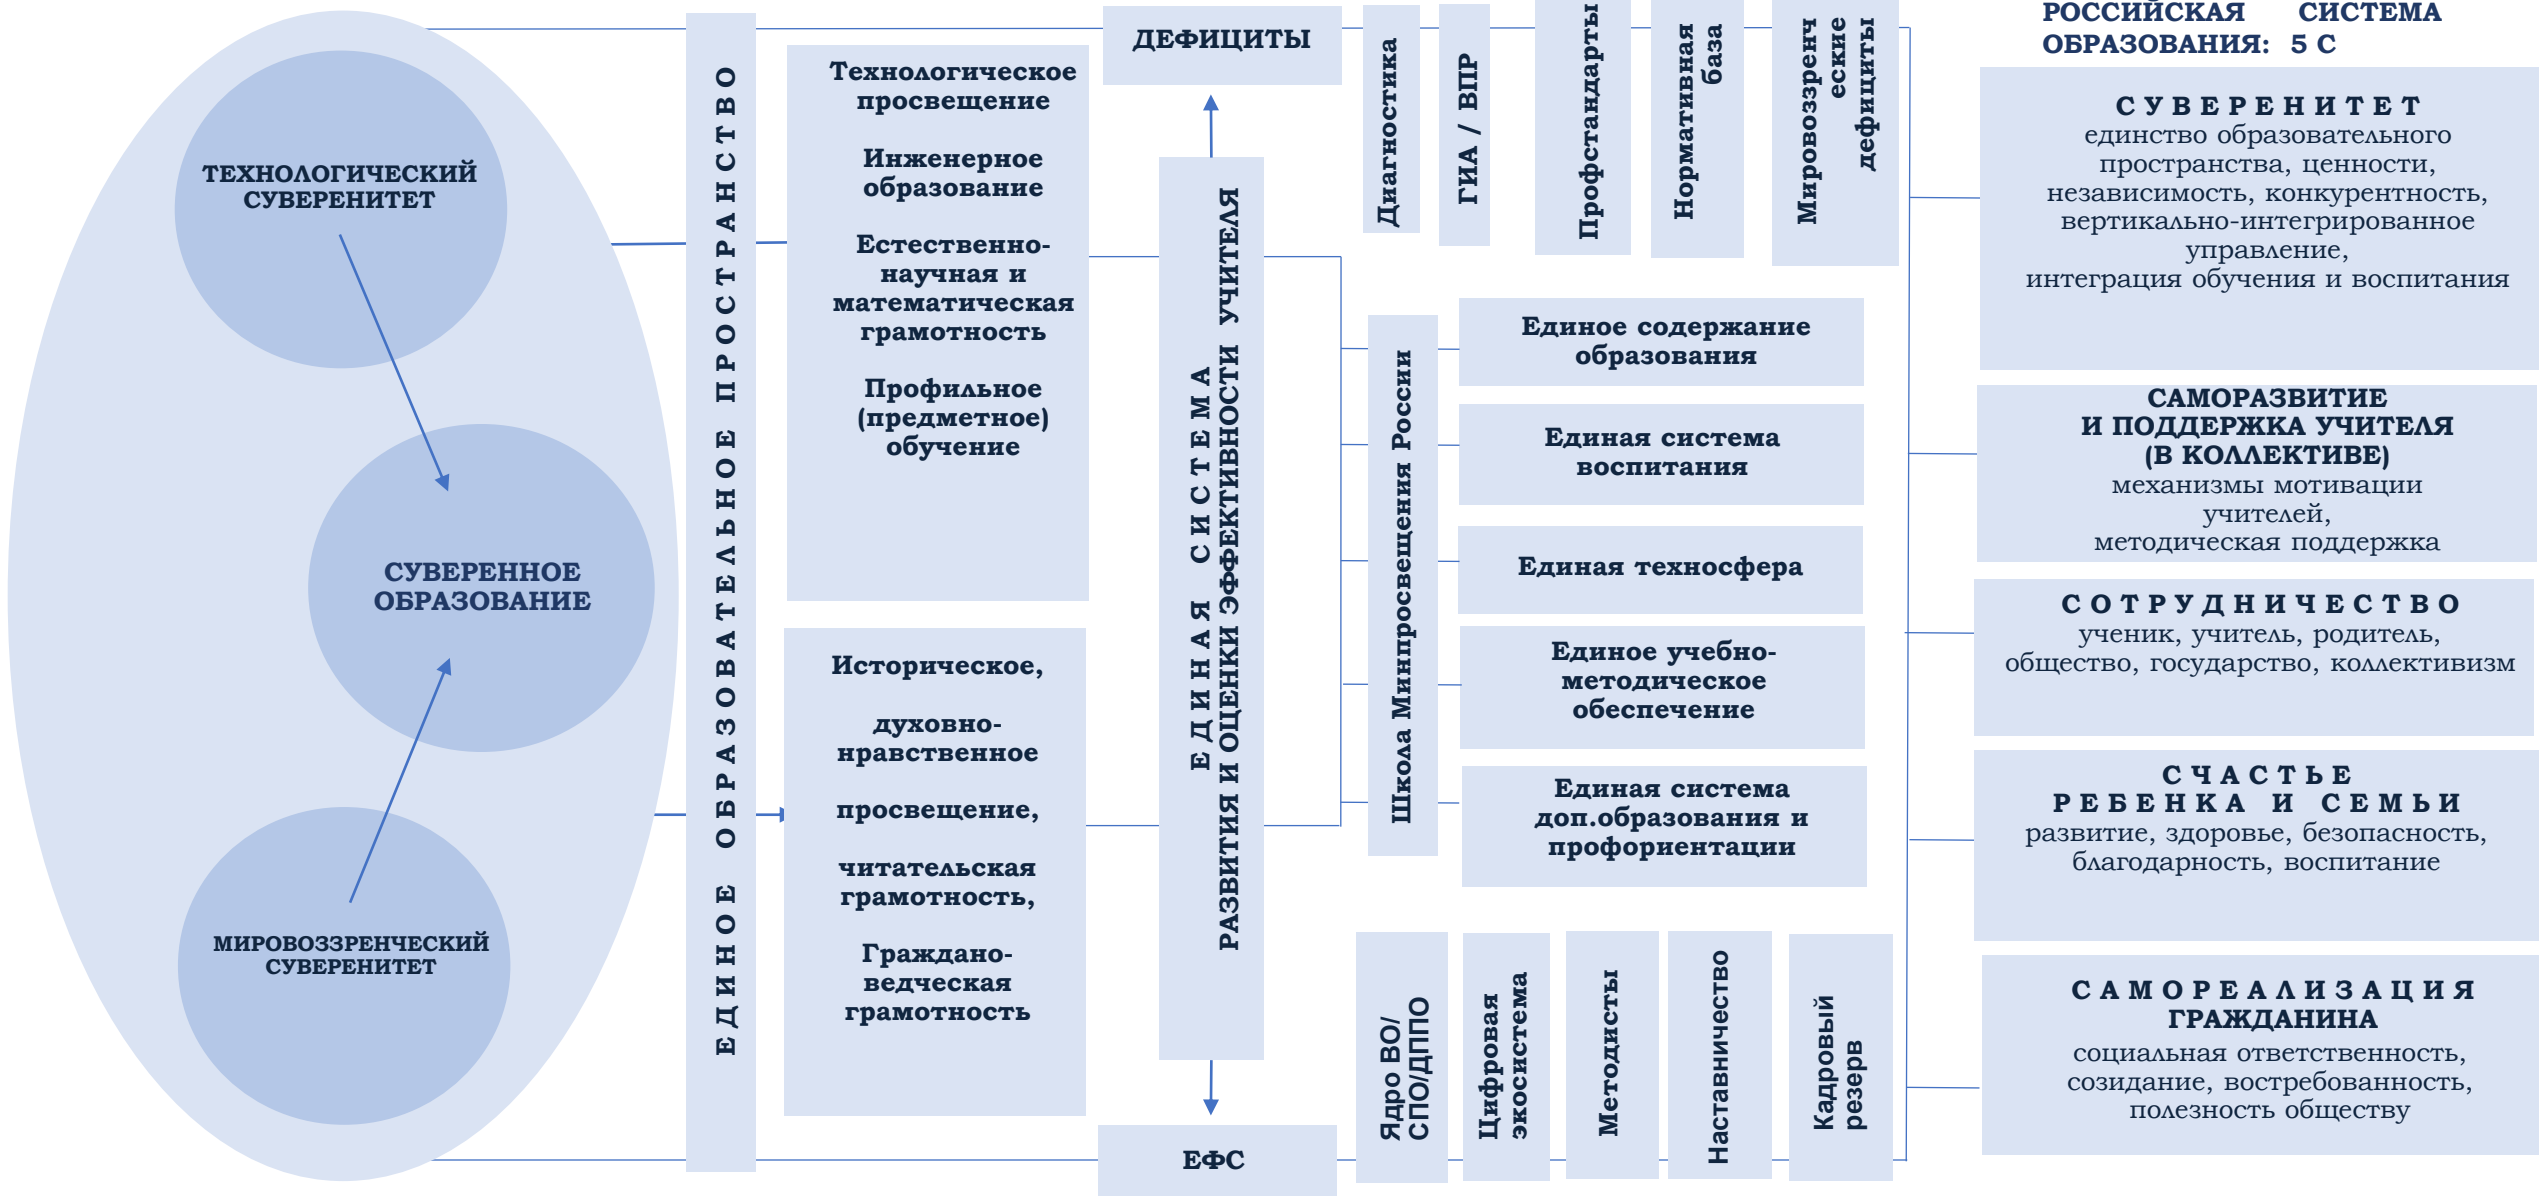 ТЕХНОЛОГИЧЕСКИЙ
СУВЕРЕНИТЕТ
СУВЕРЕННОЕ
ОБРАЗОВАНИЕ
МИРОВОЗЗРЕНЧЕСКИЙ
СУВЕРЕНИТЕТ
ЕДИНОЕ ОБРАЗОВАТЕЛЬНОЕ ПРОСТРАНСТВО
Технологическое
просвещение
Инженерное
образование
Естественно-
научная и
математическая
грамотность
Профильное
(предметное)
обучение
Историческое,
духовно-
нравственное
просвещение,
читательская
грамотность,
Граждано-
ведческая
грамотность
ДЕФИЦИТЫ
ЕДИНАЯ СИСТЕМА
РАЗВИТИЯ И ОЦЕНКИ ЭФФЕКТИВНОСТИ УЧИТЕЛЯ
ЕФС
Диагностика
ГИА / ВПР
Профстандарты
Нормативная
база
Мировоззренч
еские
дефициты
Школа Минпросвещения России
Единое содержание
образования
Единая система
воспитания
Единая техносфера
Единое учебно-
методическое
обеспечение
Единая система
доп.образования и
профориентации
Ядро ВО/
СПО/ДППО
Цифровая
экосистема
Методисты
Наставничество
Кадровый
резерв
РОССИЙСКАЯ СИСТЕМА
ОБРАЗОВАНИЯ: 5 С
СУВЕРЕНИТЕТ
единство образовательного
пространства, ценности,
независимость, конкурентность,
вертикально-интегрированное
управление,
интеграция обучения и воспитания
САМОРАЗВИТИЕ
И ПОДДЕРЖКА УЧИТЕЛЯ
(В КОЛЛЕКТИВЕ)
механизмы мотивации
учителей,
методическая поддержка
СОТРУДНИЧЕСТВО
ученик, учитель, родитель,
общество, государство, коллективизм
СЧАСТЬЕ
РЕБЕНКА И СЕМЬИ
развитие, здоровье, безопасность,
благодарность, воспитание
САМОРЕАЛИЗАЦИЯ
ГРАЖДАНИНА
социальная ответственность,
созидание, востребованность,
полезность обществу